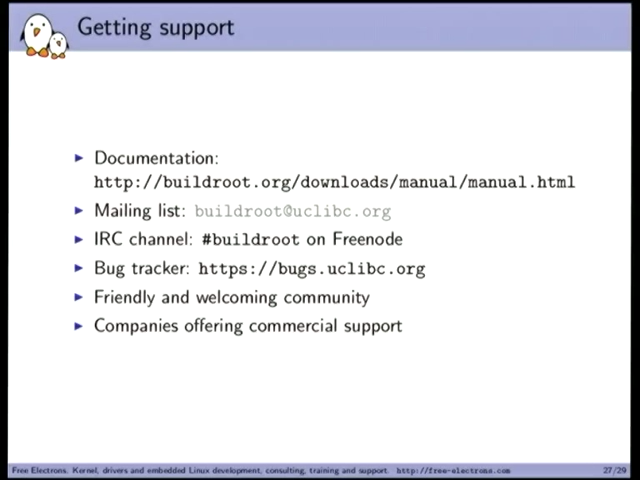 Getting support
Documentation:
http://buildroot.org/downloads/manual/manual.html
Mailing list: buildroot@uclibc.org
IRC channel: #buildroot on Freenode
Bug tracker: https://bugs.uclibc.org
Friendly and welcoming community
Companies offering commercial support
Free Electrons. Kernel, drivers and embedded Linux development, consulting, training and support. http://free-electrons.com 27/29